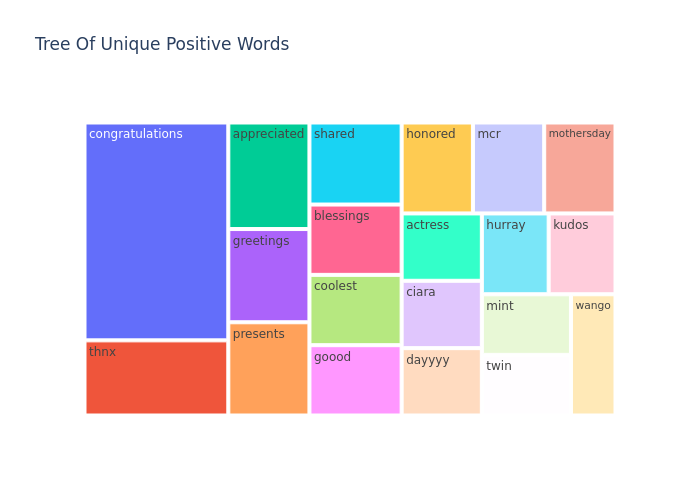 Tree Of Unique Positive Words
congratulations
thnx
appreciated
greetings
presents
shared
blessings
coolest
goood
honored
mcr
mothersday
actress
ciara
dayyyy
hurray
kudos
mint
twin
wango